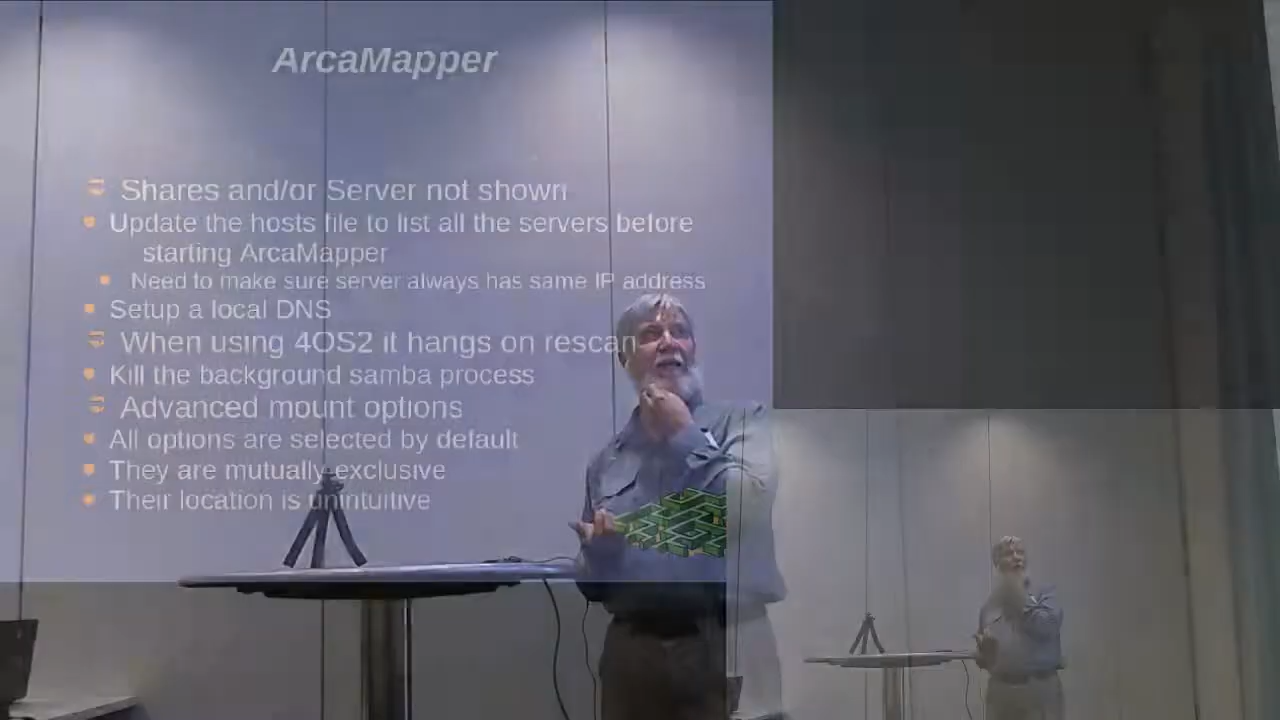 ArcaMapper
Shares and/or Server not shown
Update the hosts file to list all the servers before
starting ArcaMapper
Need to make sure server always has same IP address
Setup a local DNS
When using 4OS2 it hangs on rescan
Kill the background samba process
Advanced mount options
All options are selected by default
They are mutually exclusive
Their location is unintuitive